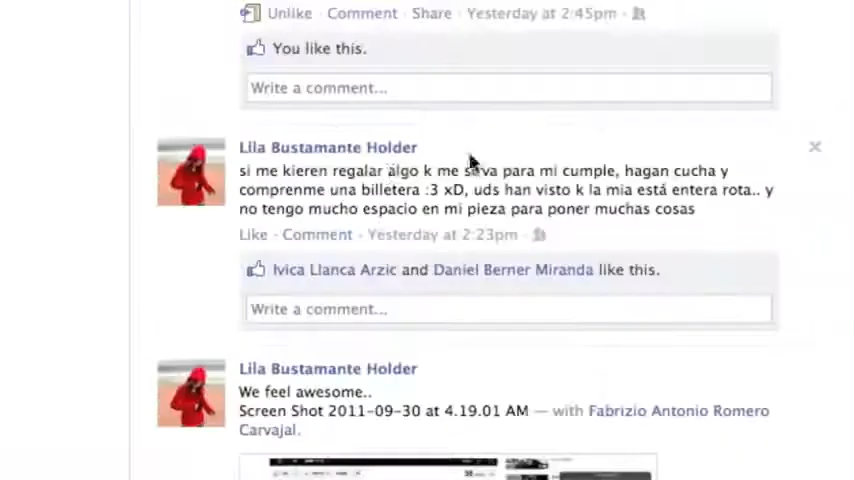 Unlike · Comment · Share · Yesterday at 2:45pm ·
You like this.
Write a comment...
Lila Bustamante Holder
si me kieren regalar algo k me sirva para mi cumple, hagan cucha y
comprenme una billetera :3 xD, uds han visto k la mia está entera rota.. y
no tengo mucho espacio en mi pieza para poner muchas cosas
Like · Comment · Yesterday at 2:23pm ·
Ivica Llanca Arzic and Daniel Berner Miranda like this.
Write a comment...
Lila Bustamante Holder
We feel awesome..
Screen Shot 2011-09-30 at 4.19.01 AM — with Fabrizio Antonio Romero
Carvajal.